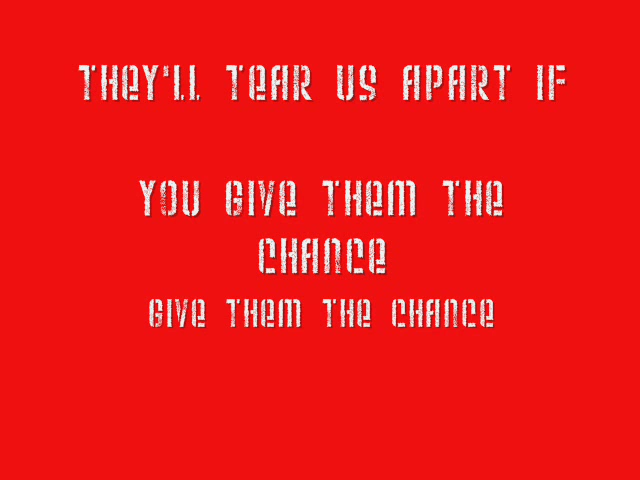 They'll tear us apart if
you give them the
chance
give them the chance